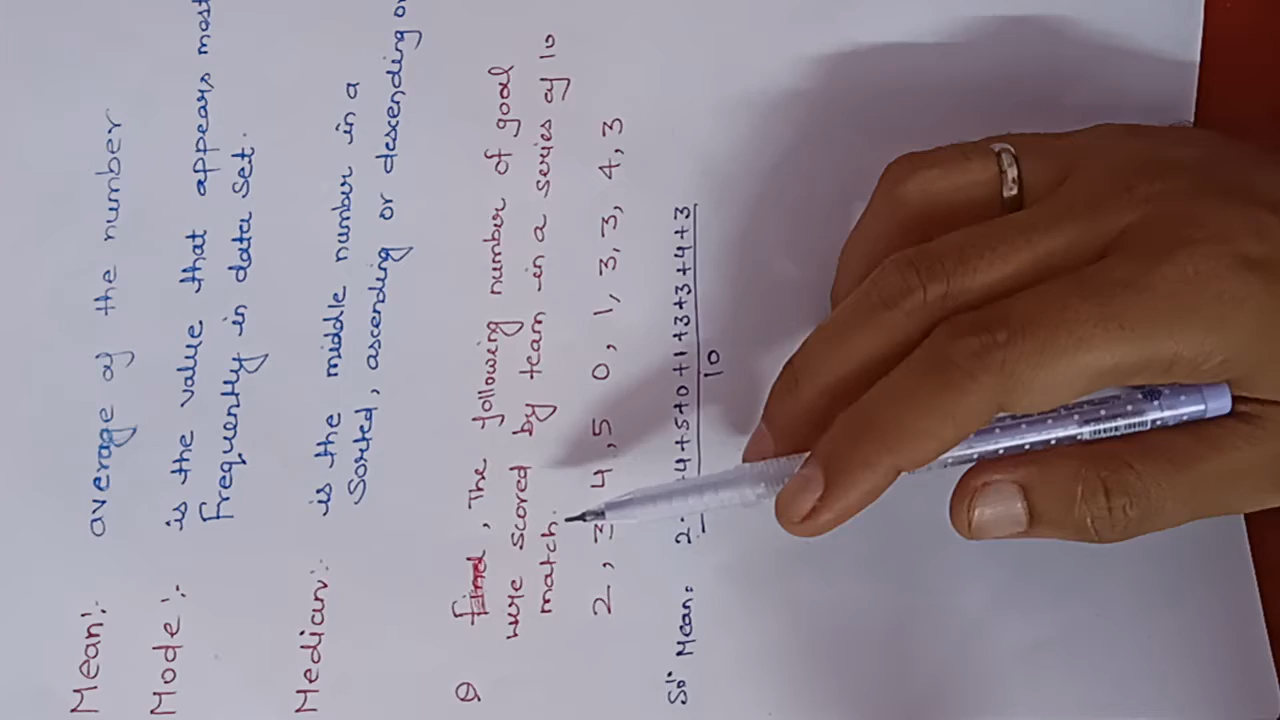 Mean:- average of the number
Mode:- is the value that appears most
frequently in data set.
Median:- is the middle number in a
Sorted, ascending or descending
Q The following number of goal
were scored by team in a series of 10
match.
2, 3 4, 5 0, 1, 3, 3, 4, 3
Solⁿ Mean = 2 4+5+0+1+3+3+4+3
10